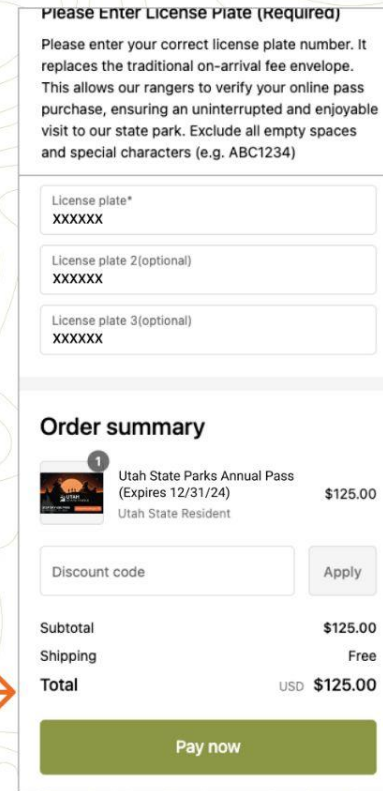 Please Enter License Plate (Required)
Please enter your correct license plate number. It
replaces the traditional on-arrival fee envelope.
This allows our rangers to verify your online pass
purchase, ensuring an uninterrupted and enjoyable
visit to our state park. Exclude all empty spaces
and special characters (e.g. ABC1234)
License plate*
XXXXXX
License plate 2(optional)
XXXXXX
License plate 3(optional)
XXXXXX
Order summary
1
UTAH
Utah State Parks Annual Pass
(Expires 12/31/24)
$125.00
Utah State Resident
Discount code
Apply
Subtotal $125.00
Shipping Free
Total USD $125.00
Pay now